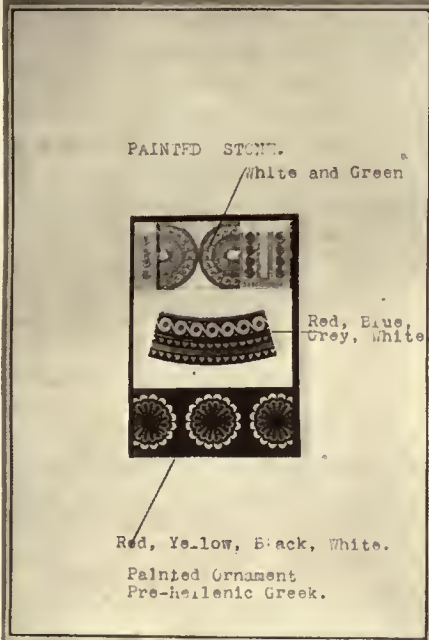 PAINTED STONE.
White and Green
Red, Blue,
Grey, White
Red, Yellow, Black, White.
Painted Ornament
Pre-Hellenic Greek.